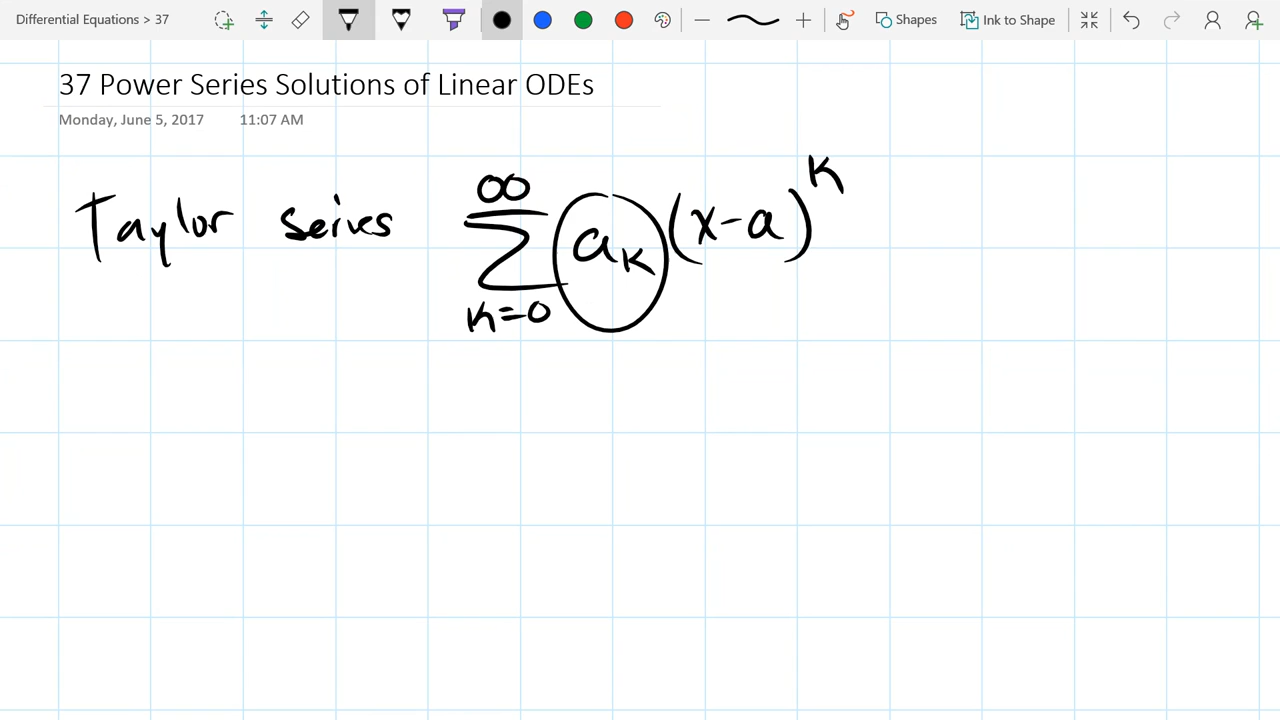 Differential Equations > 37
Shapes
Ink to Shape
37 Power Series Solutions of Linear ODEs
Monday, June 5, 2017 11:07 AM
Taylor series ∑_{k=0}^{∞} a_k (x-a)^k